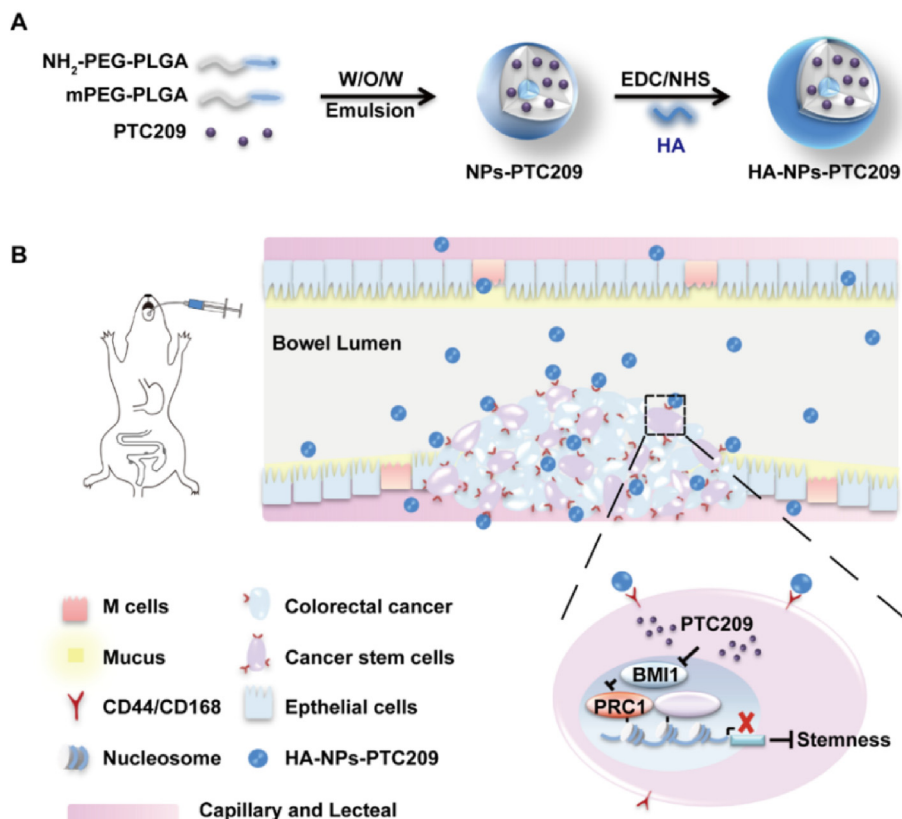 A
NH2-PEG-PLGA
mPEG-PLGA
PTC209
W/O/W
Emulsion
NPs-PTC209
EDC/NHS
HA
HA-NPs-PTC209
B
Bowel Lumen
M cells
Mucus
CD44/CD168
Nucleosome
Capillary and Lecteal
Colorectal cancer
Cancer stem cells
Epthelial cells
HA-NPs-PTC209
PTC209
BMI1
PRC1
Stemness